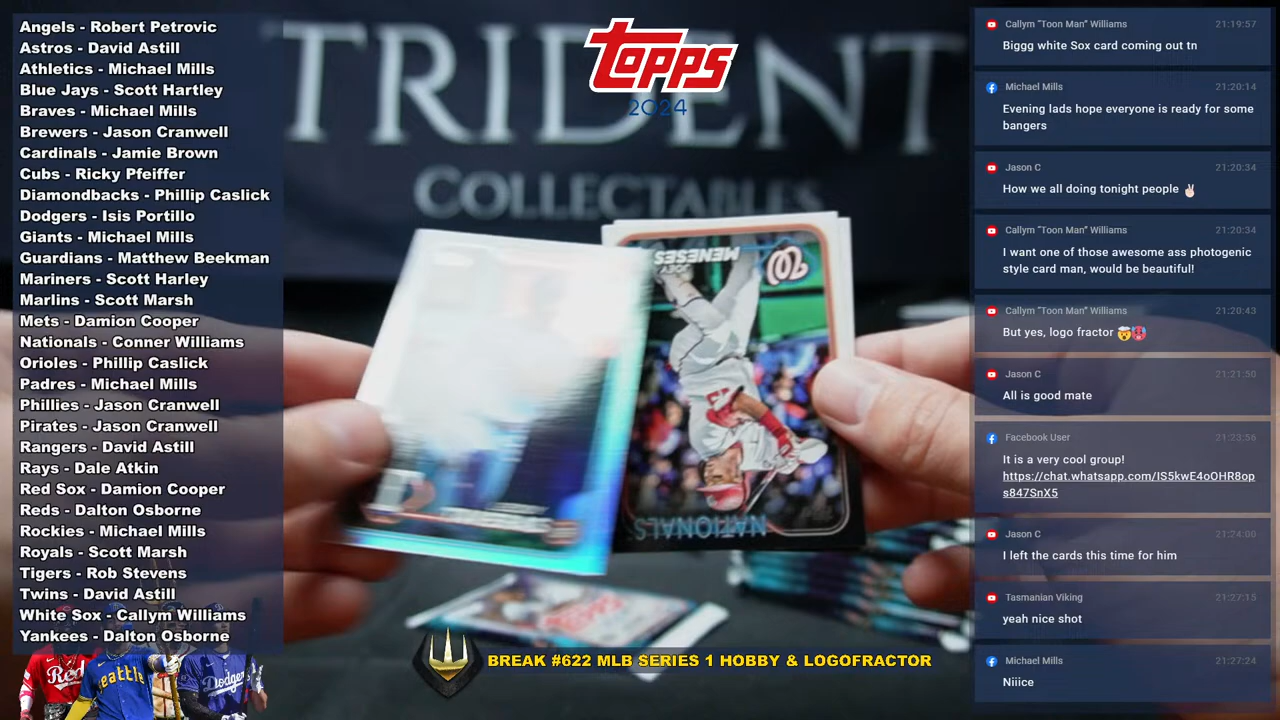 Angels - Robert Petrovic
Astros - David Astill
Athletics - Michael Mills
Blue Jays - Scott Hartley
Braves - Michael Mills
Brewers - Jason Cranwell
Cardinals - Jamie Brown
Cubs - Ricky Pfeiffer
Diamondbacks - Phillip Caslick
Dodgers - Isis Portillo
Giants - Michael Mills
Guardians - Matthew Beekman
Mariners - Scott Harley
Marlins - Scott Marsh
Mets - Damion Cooper
Nationals - Conner Williams
Orioles - Phillip Caslick
Padres - Michael Mills
Phillies - Jason Cranwell
Pirates - Jason Cranwell
Rangers - David Astill
Rays - Dale Atkin
Red Sox - Damion Cooper
Reds - Dalton Osborne
Rockies - Michael Mills
Royals - Scott Marsh
Tigers - Rob Stevens
Twins - David Astill
White Sox - Callym Williams
Yankees - Dalton Osborne
Reds
Seattle
Dodgers
TRIDENT
COLLECTABLES
topps
2024
JOEY
MENESES
W
NATIONALS
BREAK #622 MLB SERIES 1 HOBBY & LOGOFRACTOR
Callym "Toon Man" Williams 21:19:57
Biggg white Sox card coming out tn
Michael Mills 21:20:14
Evening lads hope everyone is ready for some
bangers
Jason C 21:20:34
How we all doing tonight people ✌🏻
Callym "Toon Man" Williams 21:20:34
I want one of those awesome ass photogenic
style card man, would be beautiful!
Callym "Toon Man" Williams 21:20:43
But yes, logo fractor 🤯🥵
Jason C 21:21:50
All is good mate
Facebook User 21:23:56
It is a very cool group!
https://chat.whatsapp.com/IS5kwE4oOHR8op
s847SnX5
Jason C 21:24:00
I left the cards this time for him
Tasmanian Viking 21:27:15
yeah nice shot
Michael Mills 21:27:24
Niiice